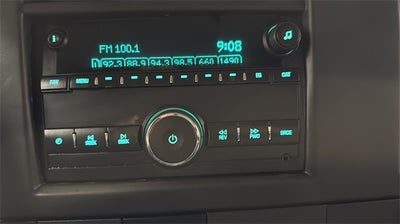 FM 100.1 9:08
1 92.3 88.9 94.3 98.5 660 1490
FAV MENU
SEEK SEEK REV FWD